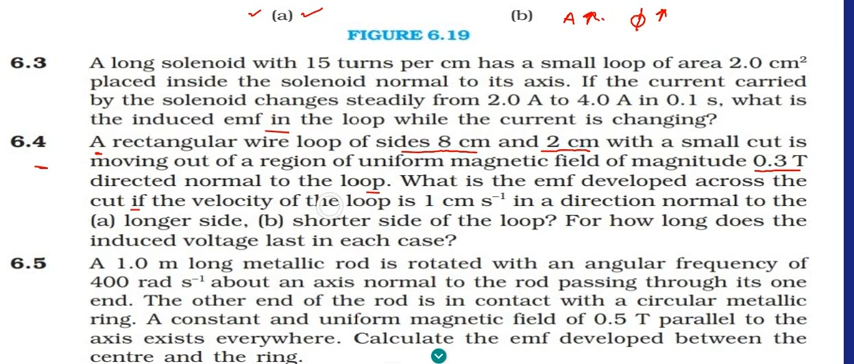 (a) (b) A ↑. ϕ ↑
FIGURE 6.19
6.3 A long solenoid with 15 turns per cm has a small loop of area 2.0 cm²
placed inside the solenoid normal to its axis. If the current carried
by the solenoid changes steadily from 2.0 A to 4.0 A in 0.1 s, what is
the induced emf in the loop while the current is changing?
6.4 A rectangular wire loop of sides 8 cm and 2 cm with a small cut is
moving out of a region of uniform magnetic field of magnitude 0.3 T
directed normal to the loop. What is the emf developed across the
cut if the velocity of the loop is 1 cm s⁻¹ in a direction normal to the
(a) longer side, (b) shorter side of the loop? For how long does the
induced voltage last in each case?
6.5 A 1.0 m long metallic rod is rotated with an angular frequency of
400 rad s⁻¹ about an axis normal to the rod passing through its one
end. The other end of the rod is in contact with a circular metallic
ring. A constant and uniform magnetic field of 0.5 T parallel to the
axis exists everywhere. Calculate the emf developed between the
centre and the ring.